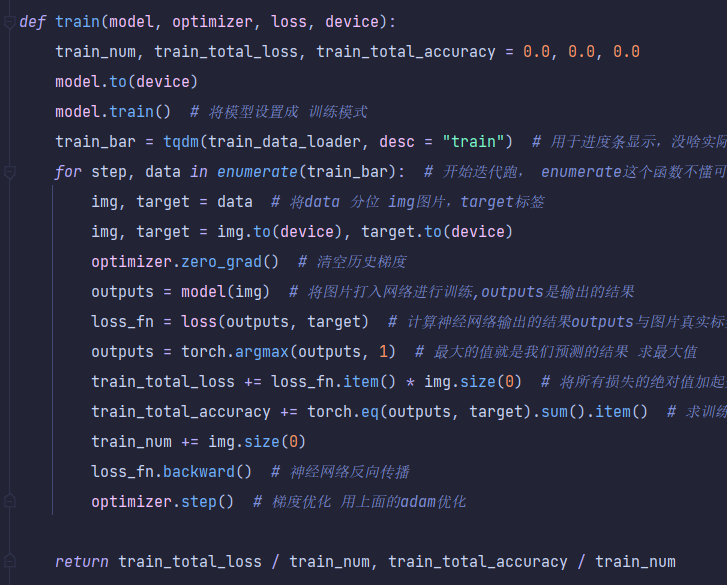 def train(model, optimizer, loss, device):
    train_num, train_total_loss, train_total_accuracy = 0.0, 0.0, 0.0
    model.to(device)
    model.train()  # 将模型设置成 训练模式
    train_bar = tqdm(train_data_loader, desc = "train")  # 用于进度条显示，没啥实际
    for step, data in enumerate(train_bar):  # 开始迭代跑， enumerate这个函数不懂可
        img, target = data  # 将data 分位 img图片，target标签
        img, target = img.to(device), target.to(device)
        optimizer.zero_grad()  # 清空历史梯度
        outputs = model(img)  # 将图片打入网络进行训练,outputs是输出的结果
        loss_fn = loss(outputs, target)  # 计算神经网络输出的结果outputs与图片真实标
        outputs = torch.argmax(outputs, 1)  # 最大的值就是我们预测的结果 求最大值
        train_total_loss += loss_fn.item() * img.size(0)  # 将所有损失的绝对值加起
        train_total_accuracy += torch.eq(outputs, target).sum().item()  # 求训练
        train_num += img.size(0)
        loss_fn.backward()  # 神经网络反向传播
        optimizer.step()  # 梯度优化 用上面的adam优化
    return train_total_loss / train_num, train_total_accuracy / train_num